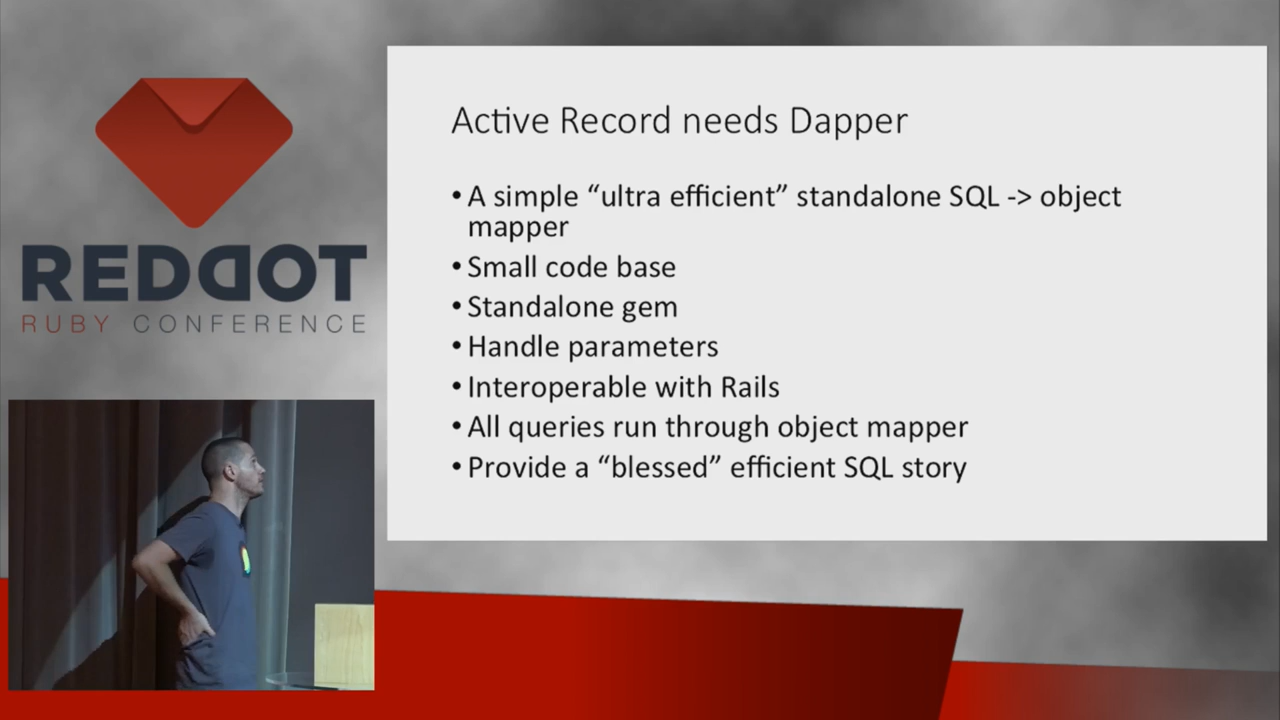 REDDOT
RUBY CONFERENCE
Active Record needs Dapper
• A simple “ultra efficient” standalone SQL -> object
mapper
• Small code base
• Standalone gem
• Handle parameters
• Interoperable with Rails
• All queries run through object mapper
• Provide a “blessed” efficient SQL story